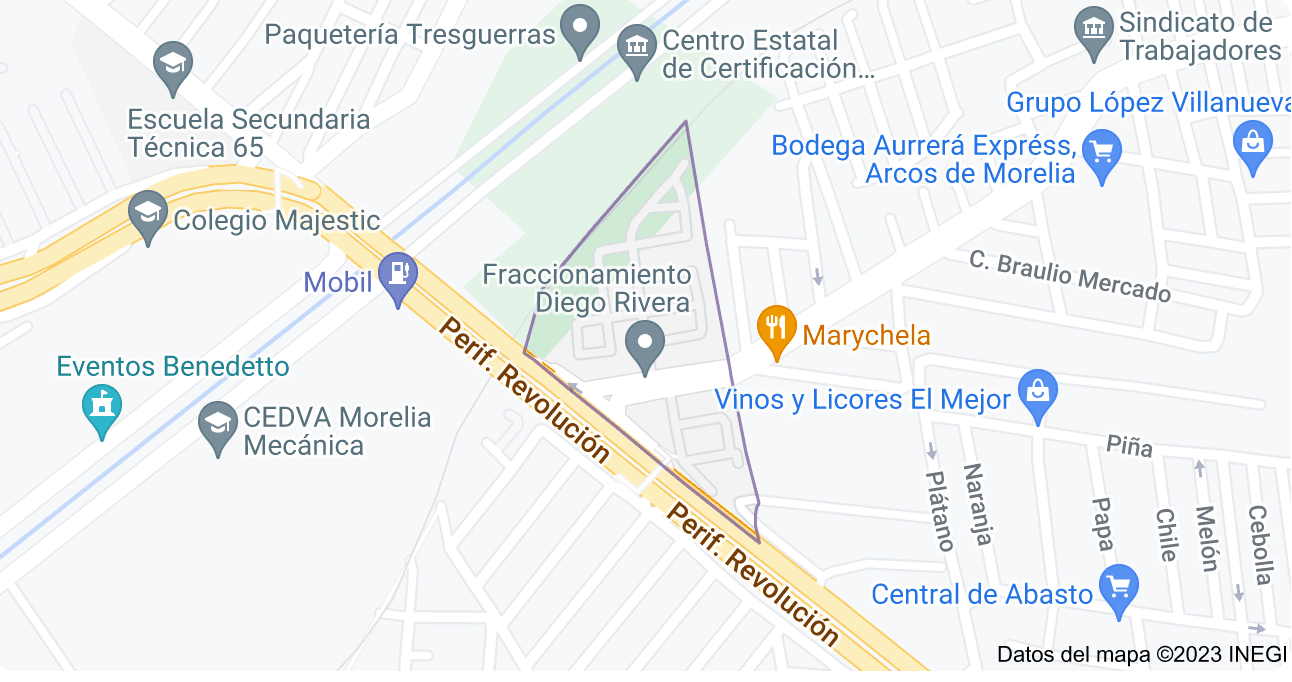 Paquetería Tresguerras
Centro Estatal
de Certificación...
Sindicato de
Trabajadores
Escuela Secundaria
Técnica 65
Grupo López Villanueva
Bodega Aurrerá Expréss,
Arcos de Morelia
Colegio Majestic
Mobil
Fraccionamiento
Diego Rivera
C. Braulio Mercado
Marychela
Perif. Revolución
Eventos Benedetto
CEDVA Morelia
Mecánica
Vinos y Licores El Mejor
Piña
Plátano
Naranja
Papa
Chile
Melón
Cebolla
Perif. Revolución
Central de Abasto
Datos del mapa ©2023 INEGI